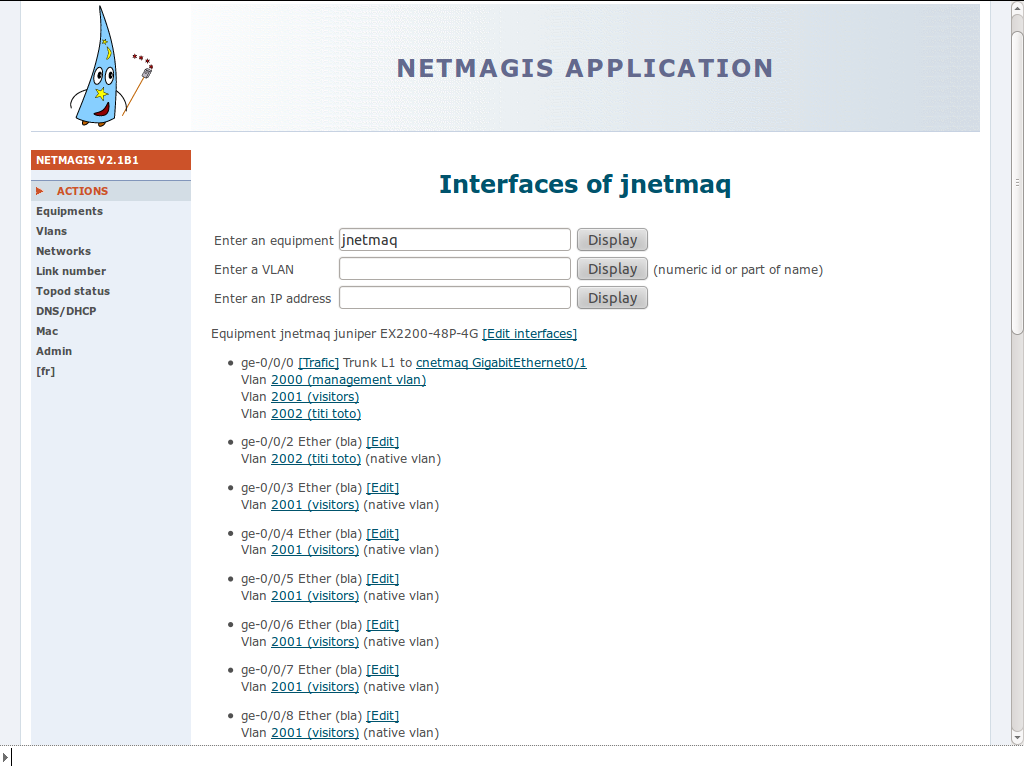 NETMAGIS APPLICATION
NETMAGIS V2.1B1
ACTIONS
Equipments
Vlans
Networks
Link number
Topod status
DNS/DHCP
Mac
Admin
[fr]
Interfaces of jnetmaq
Enter an equipment jnetmaq Display
Enter a VLAN Display (numeric id or part of name)
Enter an IP address Display
Equipment jnetmaq juniper EX2200-48P-4G [Edit interfaces]
ge-0/0/0 [Trafic] Trunk L1 to cnetmaq GigabitEthernet0/1
Vlan 2000 (management vlan)
Vlan 2001 (visitors)
Vlan 2002 (titi toto)
ge-0/0/2 Ether (bla) [Edit]
Vlan 2002 (titi toto) (native vlan)
ge-0/0/3 Ether (bla) [Edit]
Vlan 2001 (visitors) (native vlan)
ge-0/0/4 Ether (bla) [Edit]
Vlan 2001 (visitors) (native vlan)
ge-0/0/5 Ether (bla) [Edit]
Vlan 2001 (visitors) (native vlan)
ge-0/0/6 Ether (bla) [Edit]
Vlan 2001 (visitors) (native vlan)
ge-0/0/7 Ether (bla) [Edit]
Vlan 2001 (visitors) (native vlan)
ge-0/0/8 Ether (bla) [Edit]
Vlan 2001 (visitors) (native vlan)